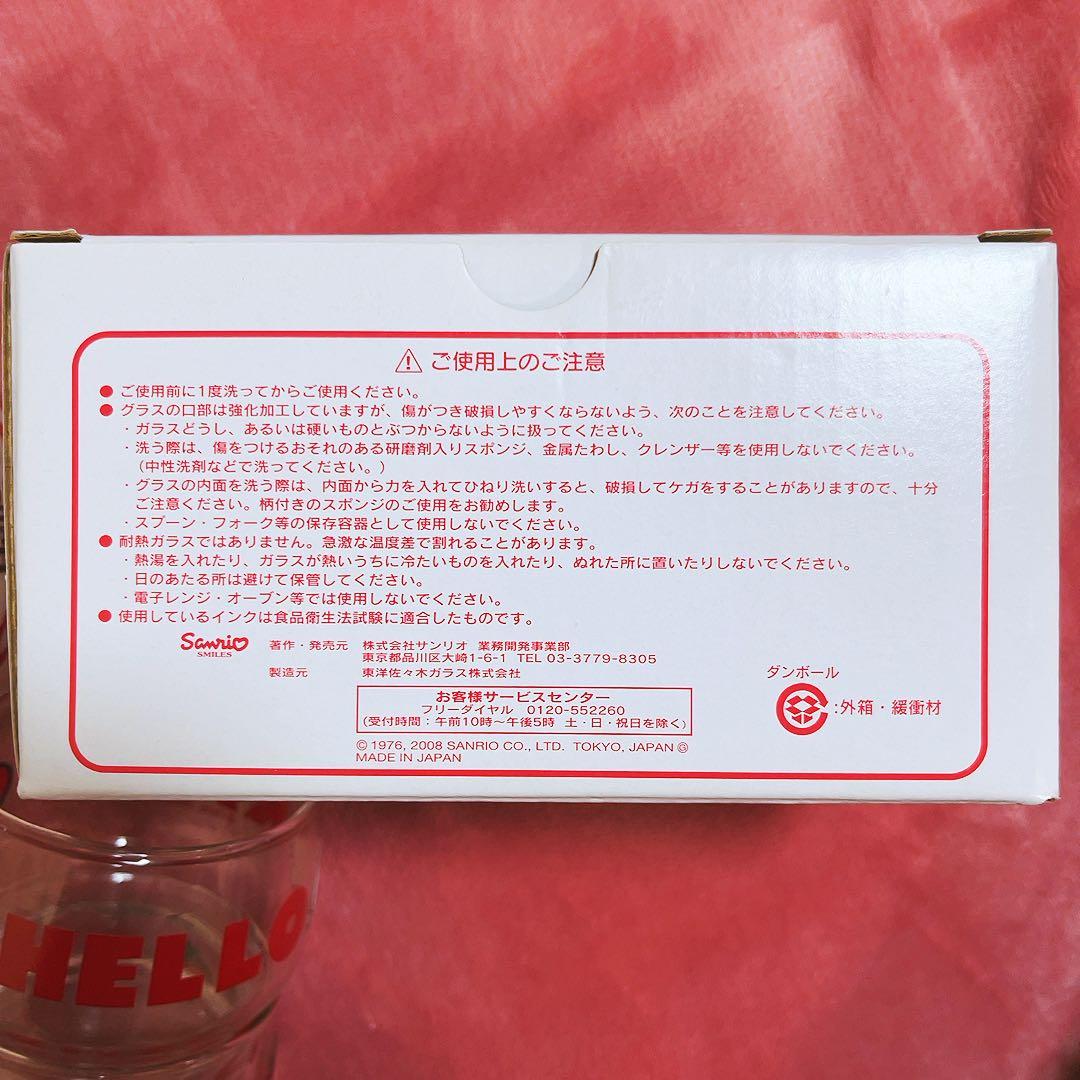 ⚠ ご使用上のご注意
● ご使用前に1度洗ってからご使用ください。
● グラスの口部は強化加工していますが、傷がつき破損しやすくならないよう、次のことを注意してください。
・ガラスどうし、あるいは硬いものとぶつからないように扱ってください。
・洗う際は、傷をつけるおそれのある研磨剤入りスポンジ、金属たわし、クレンザー等を使用しないでください。
（中性洗剤などで洗ってください。）
・グラスの内面を洗う際は、内面から力を入れてひねり洗いすると、破損してケガをすることがありますので、十分
ご注意ください。柄付きのスポンジのご使用をお勧めします。
・スプーン・フォーク等の保存容器として使用しないでください。
● 耐熱ガラスではありません。急激な温度差で割れることがあります。
・熱湯を入れたり、ガラスが熱いうちに冷たいものを入れたり、ぬれた所に置いたりしないでください。
・日のあたる所は避けて保管してください。
・電子レンジ・オーブン等では使用しないでください。
● 使用しているインクは食品衛生法試験に適合したものです。
Sanrio 著作・発売元 株式会社サンリオ 業務開発事業部
SMILES 東京都品川区大崎1-6-1 TEL 03-3779-8305
製造元 東洋佐々木ガラス株式会社
お客様サービスセンター
フリーダイヤル 0120-552260
（受付時間：午前10時〜午後5時 土・日・祝日を除く）
© 1976, 2008 SANRIO CO., LTD. TOKYO, JAPAN Ⓖ
MADE IN JAPAN
ダンボール
：外箱・緩衝材
HELLO